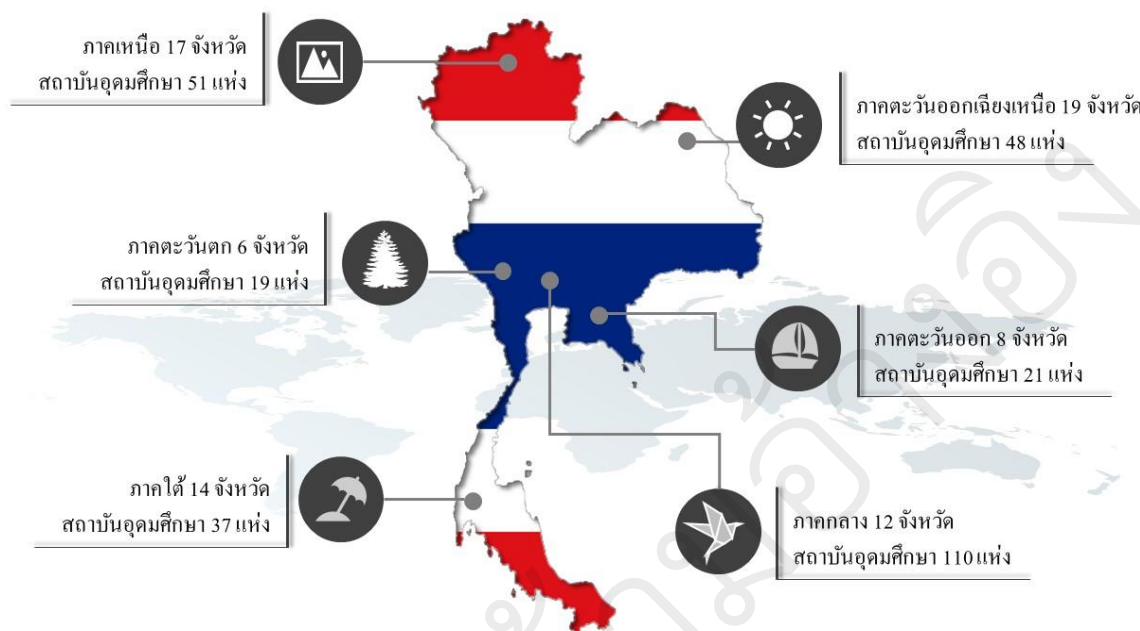 ภาคเหนือ 17 จังหวัด
สถาบันอุดมศึกษา 51 แห่ง
ภาคตะวันออกเฉียงเหนือ 19 จังหวัด
สถาบันอุดมศึกษา 48 แห่ง
ภาคตะวันตก 6 จังหวัด
สถาบันอุดมศึกษา 19 แห่ง
ภาคตะวันออก 8 จังหวัด
สถาบันอุดมศึกษา 21 แห่ง
ภาคใต้ 14 จังหวัด
สถาบันอุดมศึกษา 37 แห่ง
ภาคกลาง 12 จังหวัด
สถาบันอุดมศึกษา 110 แห่ง